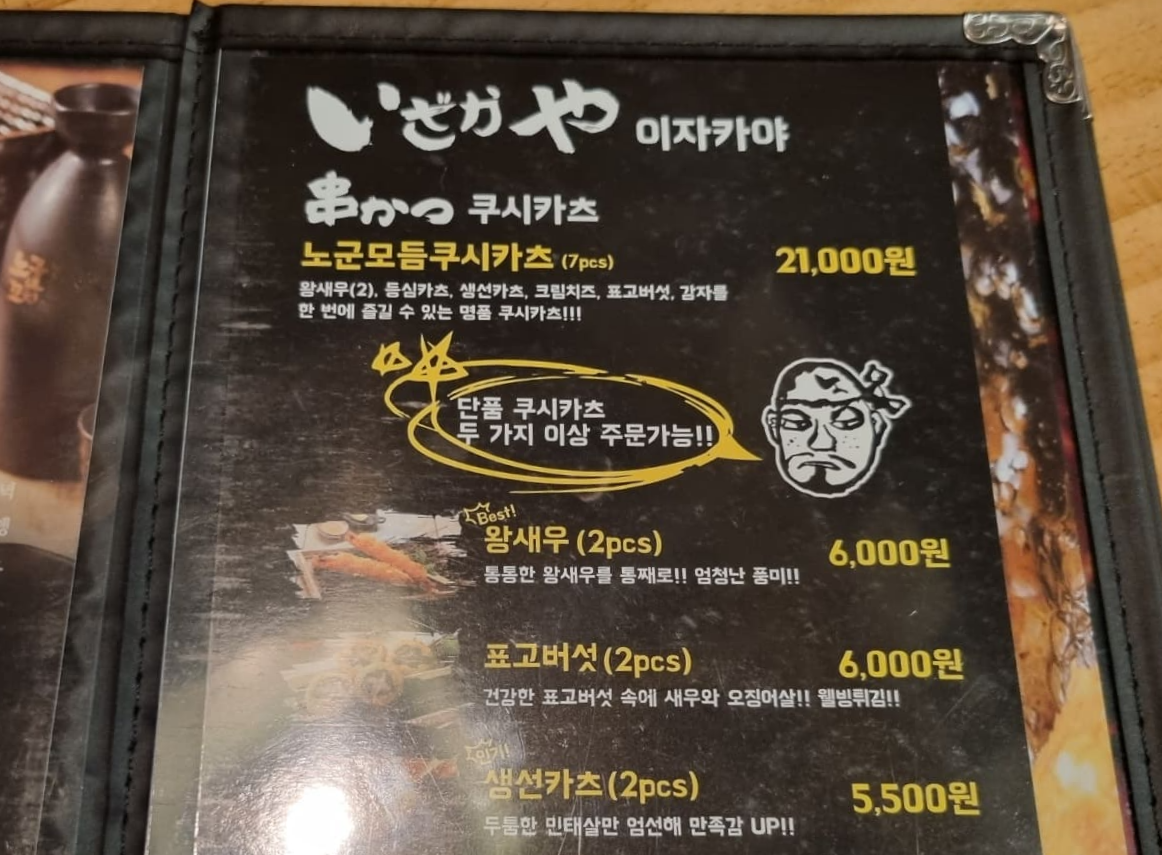 いざかや 이자카야
串かつ 쿠시카츠
노군모듬쿠시카츠 (7pcs) 21,000원
왕새우(2), 등심카츠, 생선카츠, 크림치즈, 표고버섯, 감자를
한 번에 즐길 수 있는 명품 쿠시카츠!!!
단품 쿠시카츠
두 가지 이상 주문가능!!
Best!
왕새우 (2pcs) 6,000원
통통한 왕새우를 통째로!! 엄청난 풍미!!
표고버섯 (2pcs) 6,000원
건강한 표고버섯 속에 새우와 오징어살!! 웰빙튀김!!
인기!
생선카츠 (2pcs) 5,500원
두툼한 민태살만 엄선해 만족감 UP!!